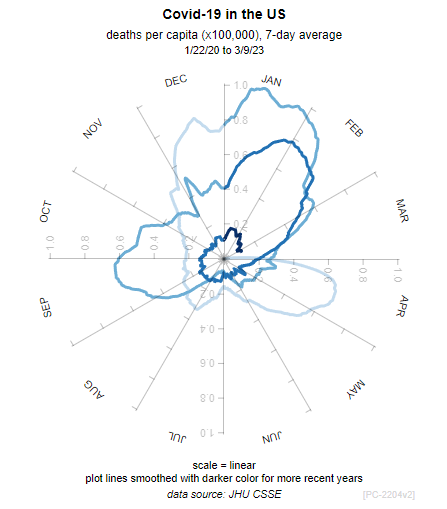 Covid-19 in the US
deaths per capita (x100,000), 7-day average
1/22/20 to 3/9/23
DEC
JAN
NOV
FEB
OCT
MAR
SEP
APR
AUG
MAY
JUL
JUN
1.0
0.8
0.6
0.4
0.2
1.0
0.8
0.6
0.4
0.2
0.2
0.4
0.6
0.8
1.0
0.2
0.4
0.6
0.8
1.0
scale = linear
plot lines smoothed with darker color for more recent years
data source: JHU CSSE
[PC-2204v2]